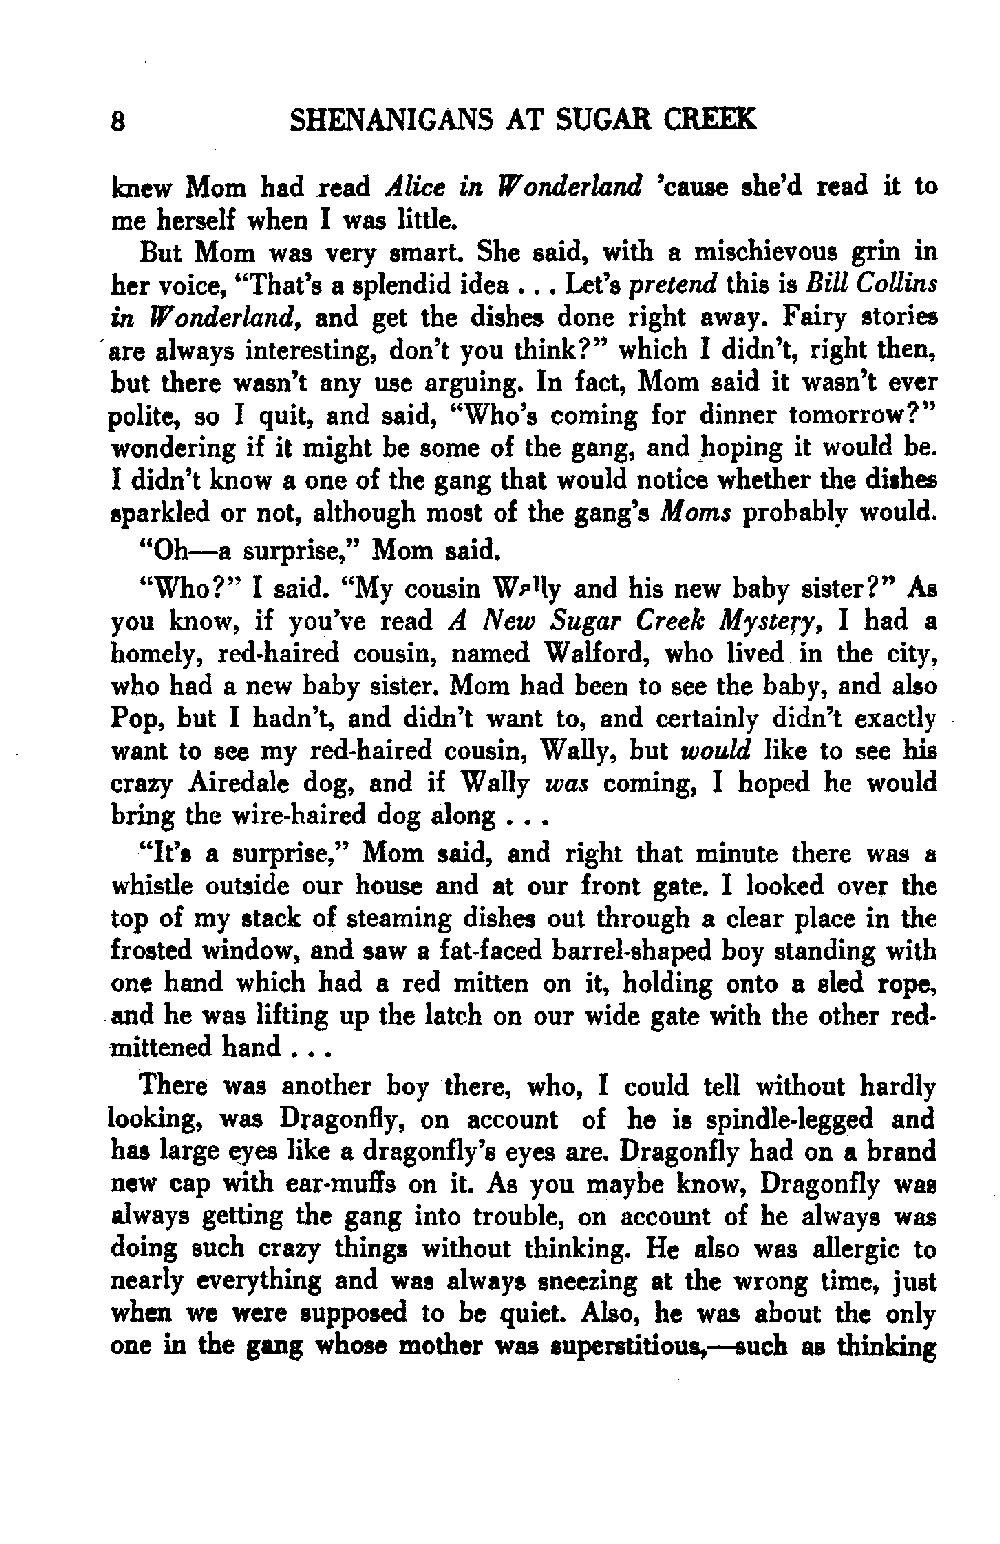 8 SHENANIGANS AT SUGAR CREEK
knew Mom had read Alice in Wonderland 'cause she'd read it to
me herself when I was little.
But Mom was very smart. She said, with a mischievous grin in
her voice, "That's a splendid idea . . . Let's pretend this is Bill Collins
in Wonderland, and get the dishes done right away. Fairy stories
are always interesting, don't you think?" which I didn't, right then,
but there wasn't any use arguing. In fact, Mom said it wasn't ever
polite, so I quit, and said, "Who's coming for dinner tomorrow?"
wondering if it might be some of the gang, and hoping it would be.
I didn't know a one of the gang that would notice whether the dishes
sparkled or not, although most of the gang's Moms probably would.
"Oh—a surprise," Mom said.
"Who?" I said. "My cousin Wally and his new baby sister?" As
you know, if you've read A New Sugar Creek Mystery, I had a
homely, red-haired cousin, named Walford, who lived in the city,
who had a new baby sister. Mom had been to see the baby, and also
Pop, but I hadn't, and didn't want to, and certainly didn't exactly
want to see my red-haired cousin, Wally, but would like to see his
crazy Airedale dog, and if Wally was coming, I hoped he would
bring the wire-haired dog along . . .
"It's a surprise," Mom said, and right that minute there was a
whistle outside our house and at our front gate. I looked over the
top of my stack of steaming dishes out through a clear place in the
frosted window, and saw a fat-faced barrel-shaped boy standing with
one hand which had a red mitten on it, holding onto a sled rope,
and he was lifting up the latch on our wide gate with the other red-
mittened hand . . .
There was another boy there, who, I could tell without hardly
looking, was Dragonfly, on account of he is spindle-legged and
has large eyes like a dragonfly's eyes are. Dragonfly had on a brand
new cap with ear-muffs on it. As you maybe know, Dragonfly was
always getting the gang into trouble, on account of he always was
doing such crazy things without thinking. He also was allergic to
nearly everything and was always sneezing at the wrong time, just
when we were supposed to be quiet. Also, he was about the only
one in the gang whose mother was superstitious,—such as thinking